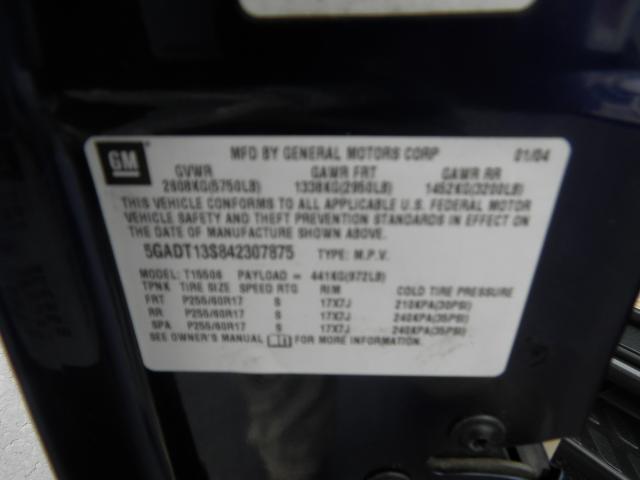 GM
MFD BY GENERAL MOTORS CORP 01/04
GVWR GAWR FRT GAWR RR
2608KG(5750LB) 1338KG(2950LB) 1452KG(3200LB)
THIS VEHICLE CONFORMS TO ALL APPLICABLE U.S. FEDERAL MOTOR
VEHICLE SAFETY AND THEFT PREVENTION STANDARDS IN EFFECT ON
THE DATE OF MANUFACTURE SHOWN ABOVE.
5GADT13S842307875 TYPE: M.P.V.
MODEL: T15506 PAYLOAD = 441KG(972LB)
TPNK TIRE SIZE SPEED RTG RIM COLD TIRE PRESSURE
FRT P255/60R17 S 17X7J 210KPA(30PSI)
RR P255/60R17 S 17X7J 240KPA(35PSI)
SPA P255/60R17 S 17X7J 240KPA(35PSI)
SEE OWNER'S MANUAL FOR MORE INFORMATION.